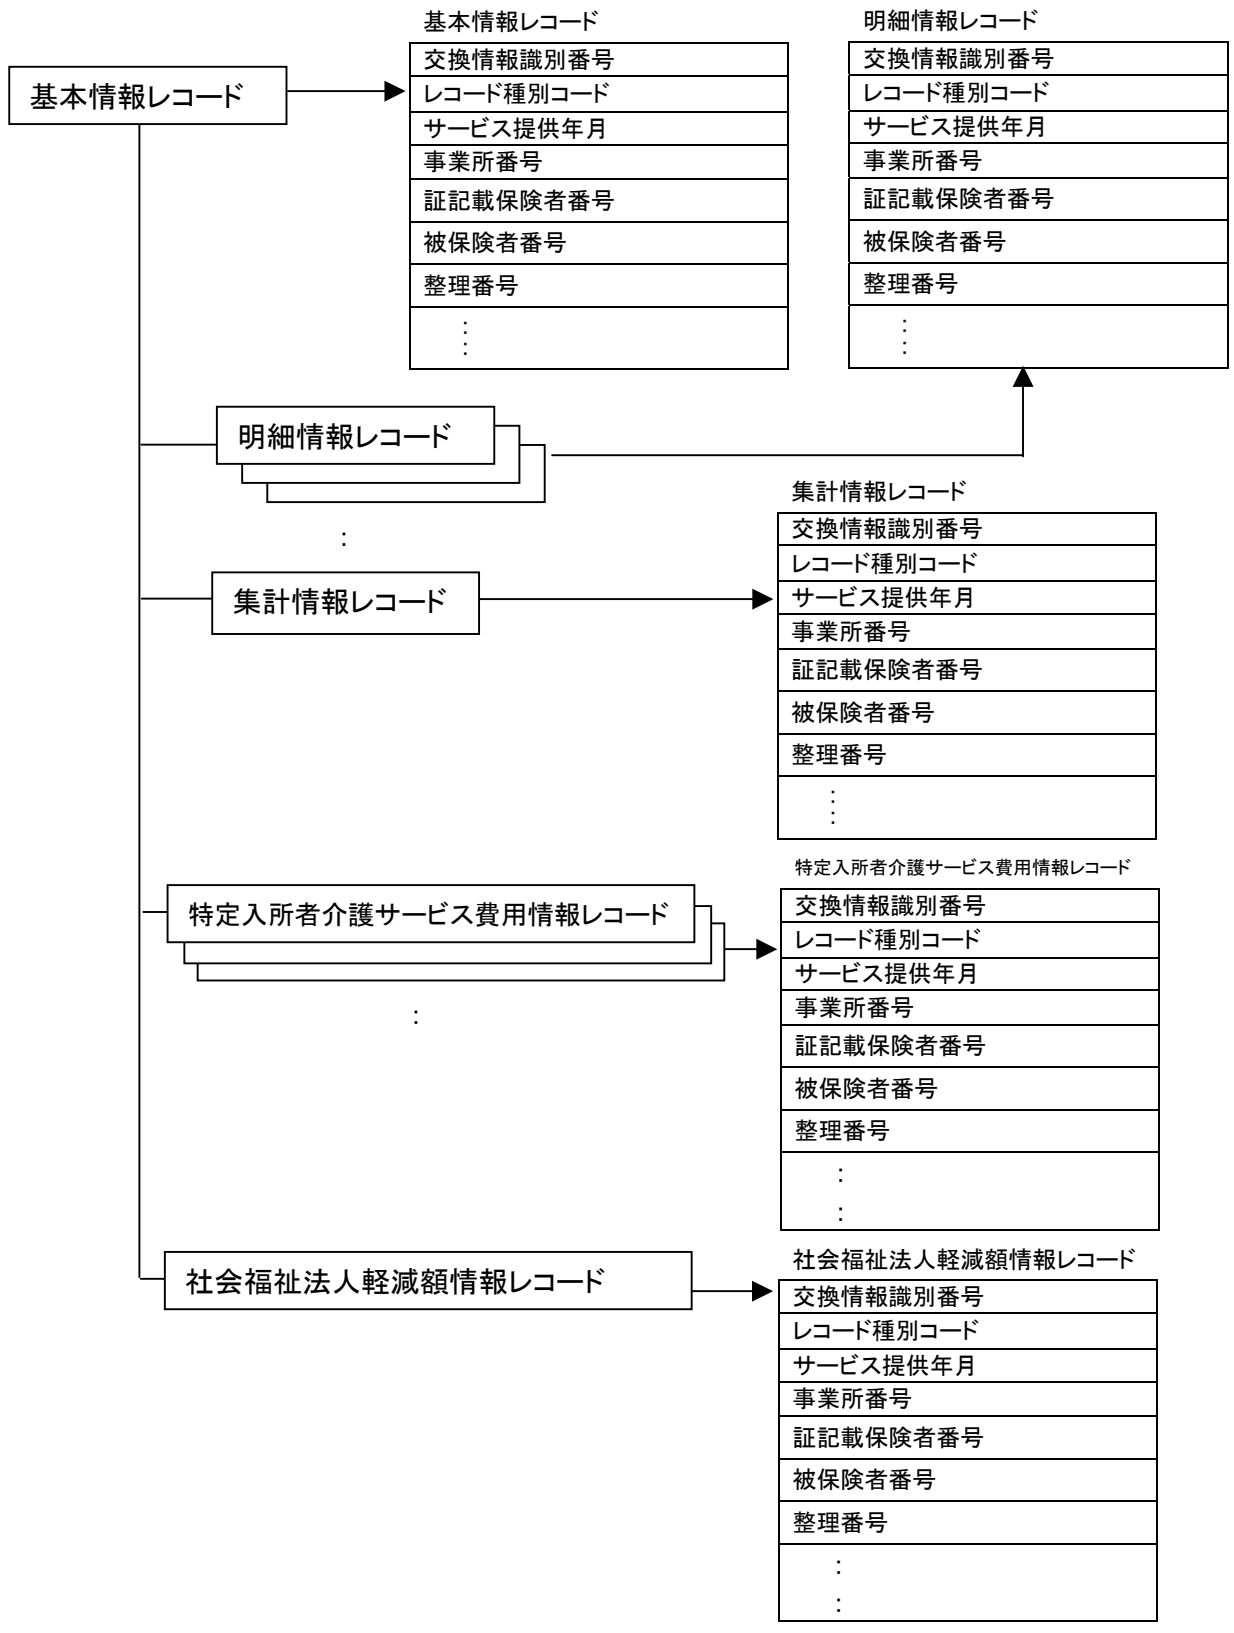 基本情報レコード
基本情報レコード
交換情報識別番号
レコード種別コード
サービス提供年月
事業所番号
証記載保険者番号
被保険者番号
整理番号
：
：
明細情報レコード
交換情報識別番号
レコード種別コード
サービス提供年月
事業所番号
証記載保険者番号
被保険者番号
整理番号
：
：
明細情報レコード
：
集計情報レコード
集計情報レコード
交換情報識別番号
レコード種別コード
サービス提供年月
事業所番号
証記載保険者番号
被保険者番号
整理番号
：
：
特定入所者介護サービス費用情報レコード
：
特定入所者介護サービス費用情報レコード
交換情報識別番号
レコード種別コード
サービス提供年月
事業所番号
証記載保険者番号
被保険者番号
整理番号
：
：
社会福祉法人軽減額情報レコード
社会福祉法人軽減額情報レコード
交換情報識別番号
レコード種別コード
サービス提供年月
事業所番号
証記載保険者番号
被保険者番号
整理番号
：
：